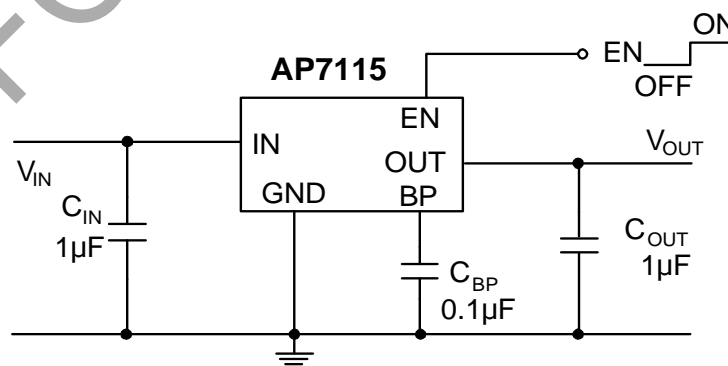 ON
EN
OFF
AP7115
EN
IN
OUT
GND
BP
VIN
VOUT
CIN
1µF
COUT
1µF
CBP
0.1µF